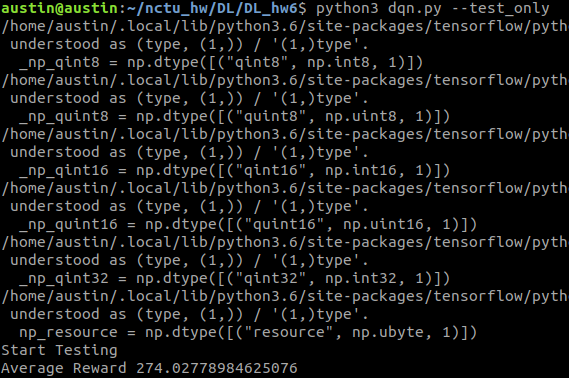 austin@austin:~/nctu_hw/DL/DL_hw6$ python3 dqn.py --test_only
/home/austin/.local/lib/python3.6/site-packages/tensorflow/pyth
 understood as (type, (1,)) / '(1,)type'.
  _np_qint8 = np.dtype([("qint8", np.int8, 1)])
/home/austin/.local/lib/python3.6/site-packages/tensorflow/pyth
 understood as (type, (1,)) / '(1,)type'.
  _np_quint8 = np.dtype([("quint8", np.uint8, 1)])
/home/austin/.local/lib/python3.6/site-packages/tensorflow/pyth
 understood as (type, (1,)) / '(1,)type'.
  _np_qint16 = np.dtype([("qint16", np.int16, 1)])
/home/austin/.local/lib/python3.6/site-packages/tensorflow/pyth
 understood as (type, (1,)) / '(1,)type'.
  _np_quint16 = np.dtype([("quint16", np.uint16, 1)])
/home/austin/.local/lib/python3.6/site-packages/tensorflow/pyth
 understood as (type, (1,)) / '(1,)type'.
  _np_qint32 = np.dtype([("qint32", np.int32, 1)])
/home/austin/.local/lib/python3.6/site-packages/tensorflow/pyth
 understood as (type, (1,)) / '(1,)type'.
  np_resource = np.dtype([("resource", np.ubyte, 1)])
Start Testing
Average Reward 274.02778984625076